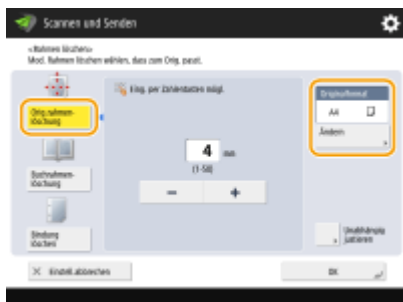 Scannen und Senden
<Rahmen löschen>
Mod. Rahmen löschen wählen, dass zum Orig. passt.
Orig.rahmen-
löschung
Eing. per Zahlentasten mögl.
Originalformat
A4
Ändern
4 mm
(1-50)
Buchrahmen-
löschung
− +
Bindung
löschen
Unabhängig
justieren
× Einstell. abbrechen
OK